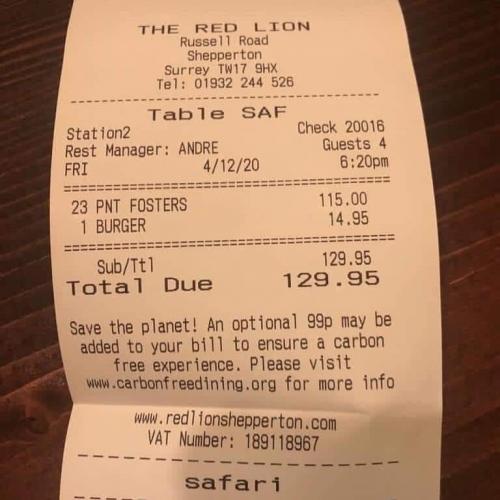 THE RED LION
Russell Road
Shepperton
Surrey TW17 9HX
Tel: 01932 244 526
Table SAF
Station2 Check 20016
Rest Manager: ANDRE Guests 4
FRI 4/12/20 6:20pm
23 PNT FOSTERS 115.00
1 BURGER 14.95
Sub/Ttl 129.95
Total Due 129.95
Save the planet! An optional 99p may be
added to your bill to ensure a carbon
free experience. Please visit
www.carbonfreedining.org for more info
www.redlionshepperton.com
VAT Number: 189118967
safari